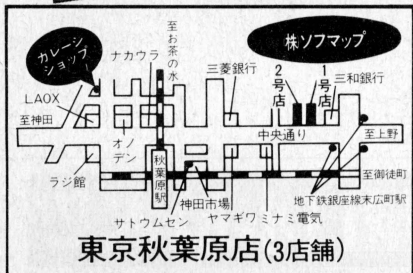 至お茶の水
カレーシ
ショップ
ナカウラ
三菱銀行
株ソフマップ
2号店
1号店
三和銀行
LAOX
至神田
オノデン
中央通り
至上野
ラジ館
秋葉原駅
神田市場
至御徒町
地下鉄銀座線末広町駅
サトウムセン
ヤマギワ
ミナミ電気
東京秋葉原店(3店舗)